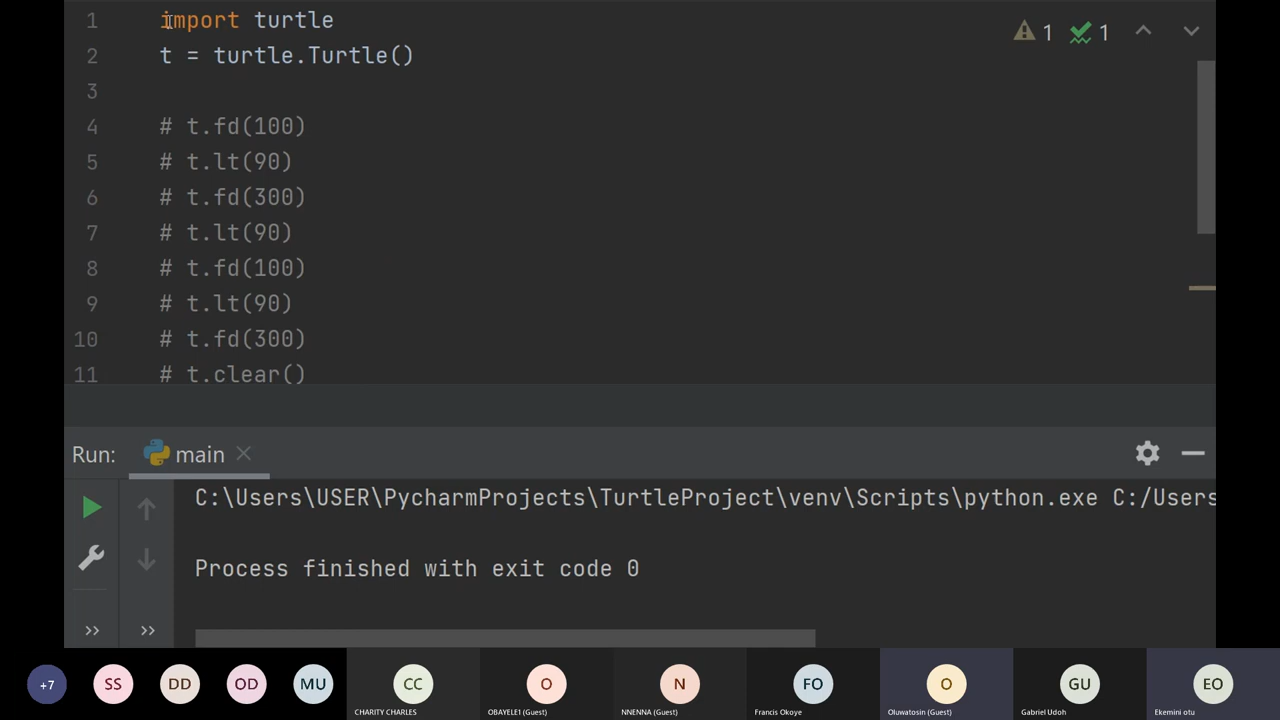 1 import turtle
2 t = turtle.Turtle()
3
4 # t.fd(100)
5 # t.lt(90)
6 # t.fd(300)
7 # t.lt(90)
8 # t.fd(100)
9 # t.lt(90)
10 # t.fd(300)
11 # t.clear()
1 1
Run: main
C:\Users\USER\PycharmProjects\TurtleProject\venv\Scripts\python.exe C:/Users
Process finished with exit code 0
+7 SS DD OD MU CC O N FO O GU EO
CHARITY CHARLES OBAYELE1 (Guest) NNENNA (Guest) Francis Okoye Oluwatosin (Guest) Gabriel Udoh Ekemini otu